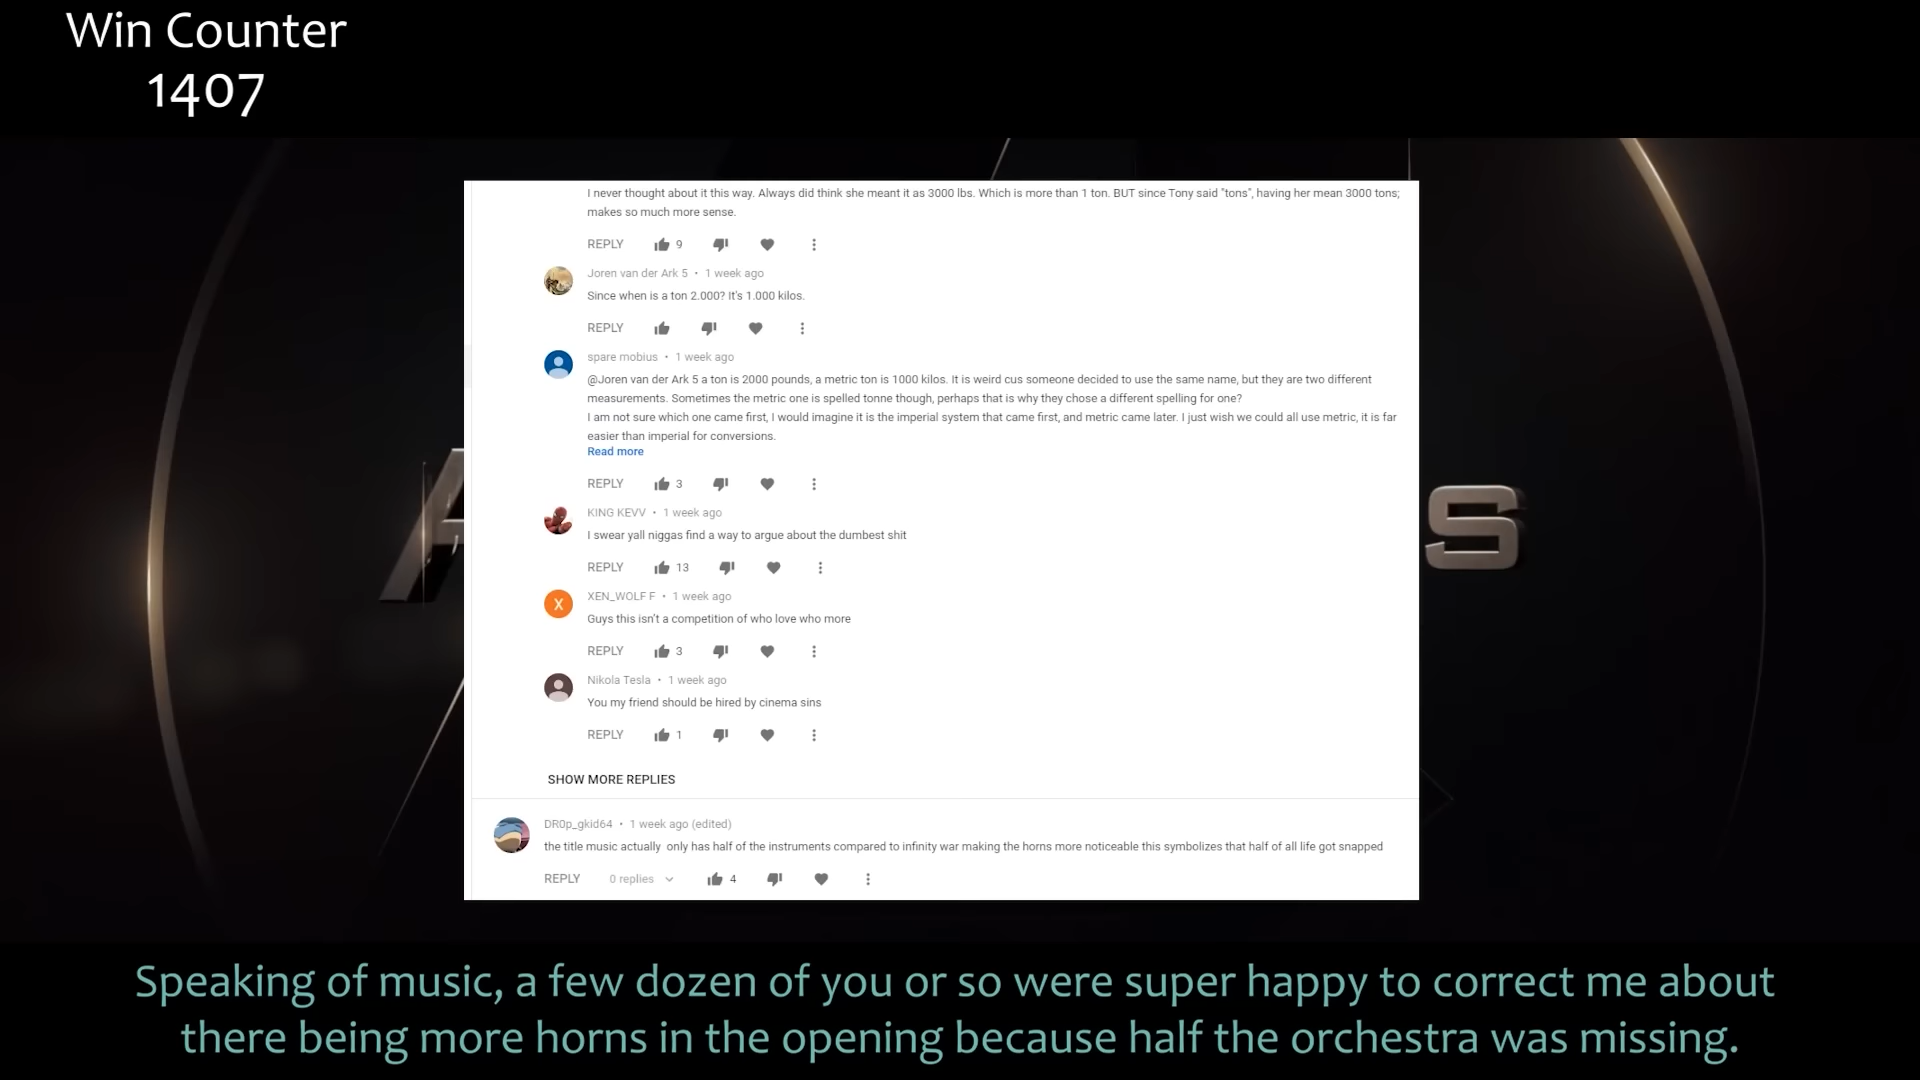 Win Counter
1407
I never thought about it this way. Always did think she meant it as 3000 lbs. Which is more than 1 ton. BUT since Tony said "tons", having her mean 3000 tons;
makes so much more sense.
REPLY 9
Joren van der Ark 5 • 1 week ago
Since when is a ton 2.000? It's 1.000 kilos.
REPLY
spare mobius • 1 week ago
@Joren van der Ark 5 a ton is 2000 pounds, a metric ton is 1000 kilos. It is weird cus someone decided to use the same name, but they are two different
measurements. Sometimes the metric one is spelled tonne though, perhaps that is why they chose a different spelling for one?
I am not sure which one came first, I would imagine it is the imperial system that came first, and metric came later. I just wish we could all use metric, it is far
easier than imperial for conversions.
Read more
REPLY 3
KING KEVV • 1 week ago
I swear yall niggas find a way to argue about the dumbest shit
REPLY 13
X
XEN_WOLF F • 1 week ago
Guys this isn't a competition of who love who more
REPLY 3
Nikola Tesla • 1 week ago
You my friend should be hired by cinema sins
REPLY 1
SHOW MORE REPLIES
DR0p_gkid64 • 1 week ago (edited)
the title music actually only has half of the instruments compared to infinity war making the horns more noticeable this symbolizes that half of all life got snapped
REPLY 0 replies 4
A S
Speaking of music, a few dozen of you or so were super happy to correct me about
there being more horns in the opening because half the orchestra was missing.